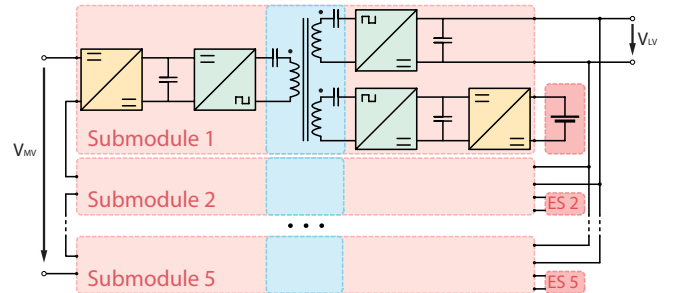 V_LV
Submodule 1
V_MV
Submodule 2
ES 2
...
Submodule 5
ES 5